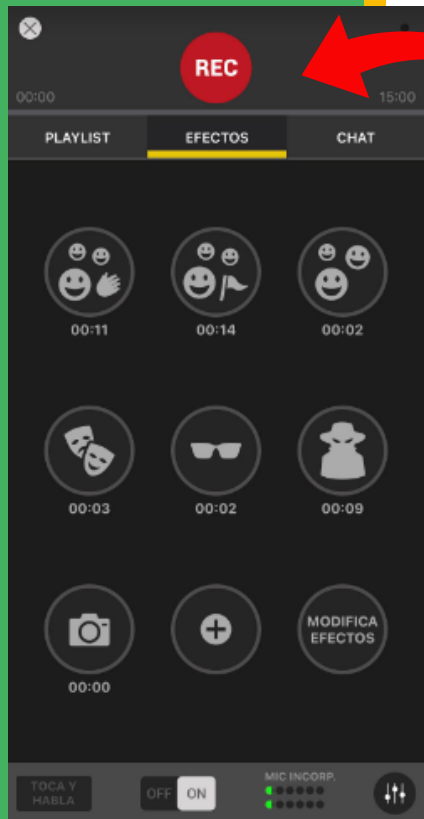 REC
00:00
15:00
PLAYLIST
EFECTOS
CHAT
00:11
00:14
00:02
00:03
00:02
00:09
MODIFICA
EFECTOS
00:00
TOCA Y
HABLA
OFF
ON
MIC INCORP.